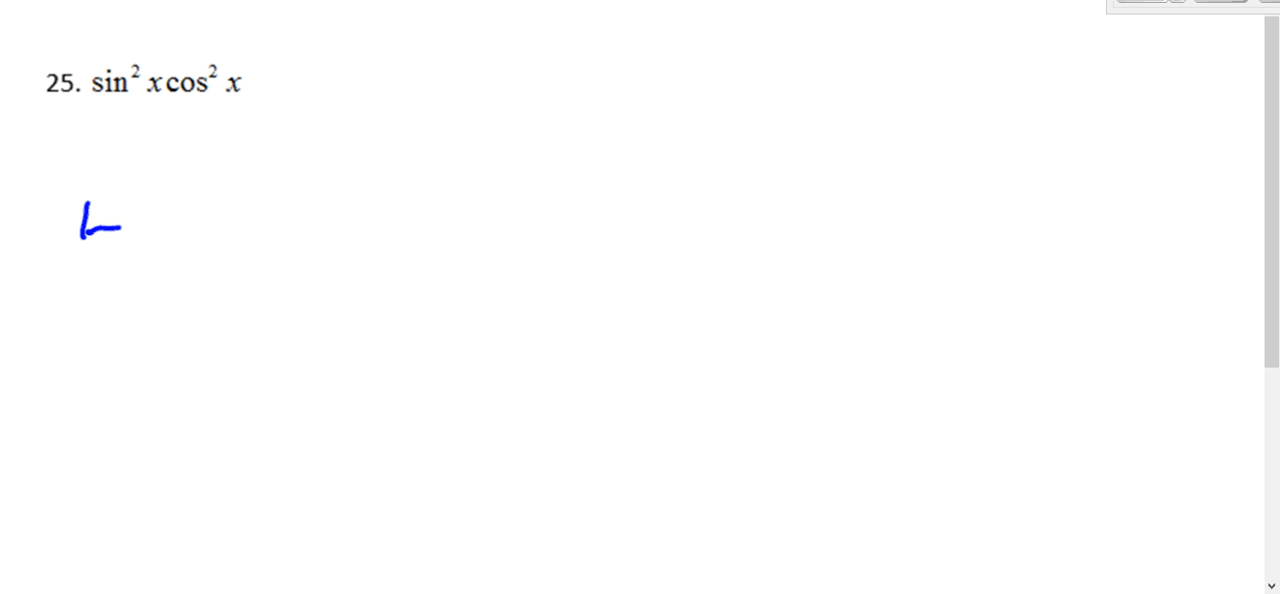 25. sin² x cos² x